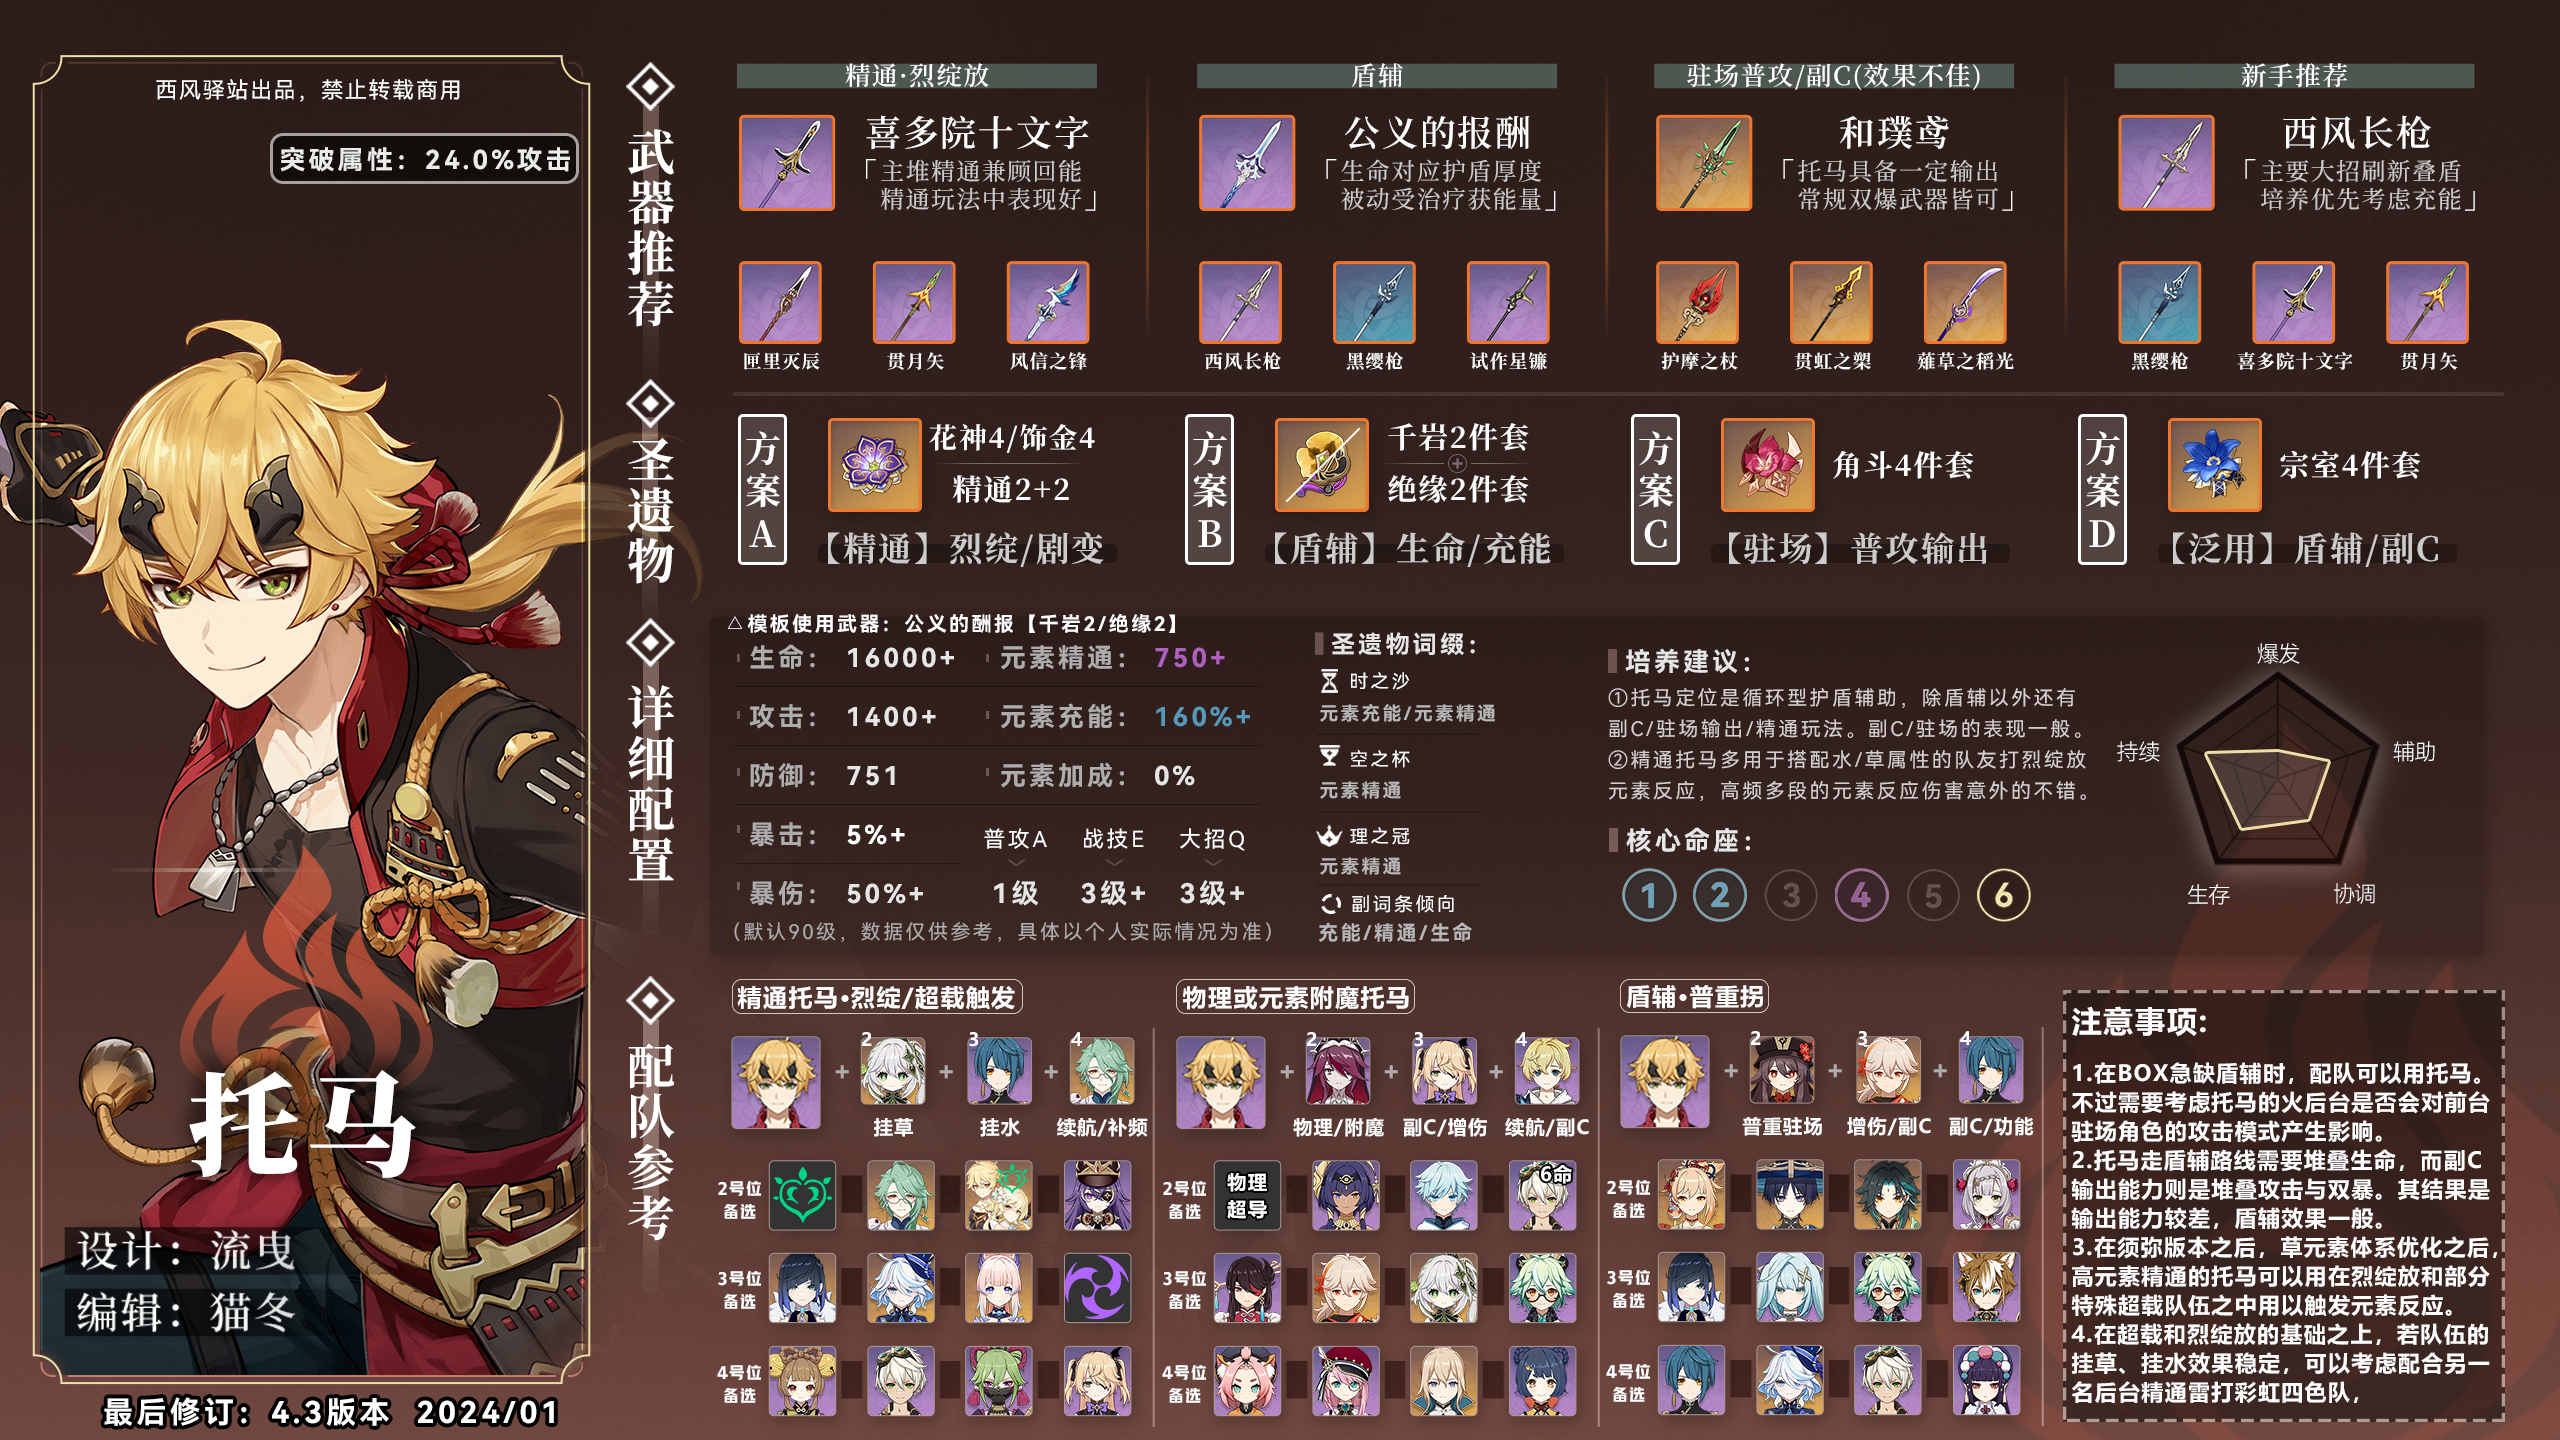 西风驿站出品，禁止转载商用
突破属性：24.0%攻击
托马
设计：流曳
编辑：猫冬
最后修订：4.3版本 2024/01
武器推荐
精通·烈绽放
喜多院十文字
「主堆精通兼顾回能
精通玩法中表现好」
匣里灭辰
贯月矢
风信之锋
盾辅
公义的报酬
「生命对应护盾厚度
被动受治疗获能量」
西风长枪
黑缨枪
试作星镰
驻场普攻/副C(效果不佳)
和璞鸢
「托马具备一定输出
常规双爆武器皆可」
护摩之杖
贯虹之槊
薙草之稻光
新手推荐
西风长枪
「主要大招刷新叠盾
培养优先考虑充能」
黑缨枪
喜多院十文字
贯月矢
圣遗物
方案A
花神4/饰金4
精通2+2
【精通】烈绽/剧变
方案B
千岩2件套
绝缘2件套
【盾辅】生命/充能
方案C
角斗4件套
【驻场】普攻输出
方案D
宗室4件套
【泛用】盾辅/副C
详细配置
△模板使用武器：公义的酬报【千岩2/绝缘2】
生命： 16000+ 元素精通： 750+
攻击： 1400+ 元素充能： 160%+
防御： 751 元素加成： 0%
暴击： 5%+ 普攻A 战技E 大招Q
暴伤： 50%+ 1级 3级+ 3级+
（默认90级，数据仅供参考，具体以个人实际情况为准）
圣遗物词缀：
时之沙
元素充能/元素精通
空之杯
元素精通
理之冠
元素精通
副词条倾向
充能/精通/生命
培养建议：
①托马定位是循环型护盾辅助，除盾辅以外还有
副C/驻场输出/精通玩法。副C/驻场的表现一般。
②精通托马多用于搭配水/草属性的队友打烈绽放
元素反应，高频多段的元素反应伤害意外的不错。
核心命座：
1 2 3 4 5 6
爆发
辅助
协调
生存
持续
配队参考
精通托马·烈绽/超载触发
+ 2 + 3 + 4
挂草 挂水 续航/补频
2号位
备选
3号位
备选
4号位
备选
物理或元素附魔托马
+ 2 + 3 + 4
物理/附魔 副C/增伤 续航/副C
2号位
备选
物理
超导
6命
3号位
备选
4号位
备选
盾辅·普重拐
+ 2 + 3 + 4
普重驻场 增伤/副C 副C/功能
2号位
备选
3号位
备选
4号位
备选
注意事项:
1.在BOX急缺盾辅时，配队可以用托马。
不过需要考虑托马的火后台是否会对前台
驻场角色的攻击模式产生影响。
2.托马走盾辅路线需要堆叠生命，而副C
输出能力则是堆叠攻击与双暴。其结果是
输出能力较差，盾辅效果一般。
3.在须弥版本之后，草元素体系优化之后，
高元素精通的托马可以用在烈绽放和部分
特殊超载队伍之中用以触发元素反应。
4.在超载和烈绽放的基础之上，若队伍的
挂草、挂水效果稳定，可以考虑配合另一
名后台精通雷打彩虹四色队，